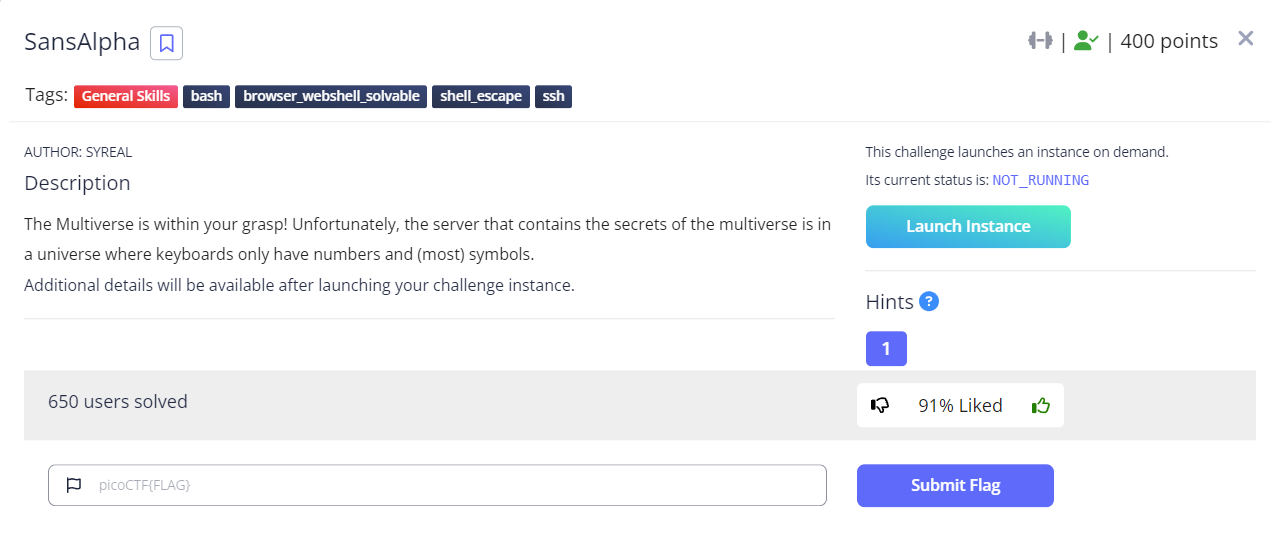 SansAlpha
| | 400 points
Tags: General Skills bash browser_webshell_solvable shell_escape ssh
AUTHOR: SYREAL
Description
The Multiverse is within your grasp! Unfortunately, the server that contains the secrets of the multiverse is in
a universe where keyboards only have numbers and (most) symbols.
Additional details will be available after launching your challenge instance.
This challenge launches an instance on demand.
Its current status is: NOT_RUNNING
Launch Instance
Hints ?
1
650 users solved
91% Liked
picoCTF{FLAG}
Submit Flag